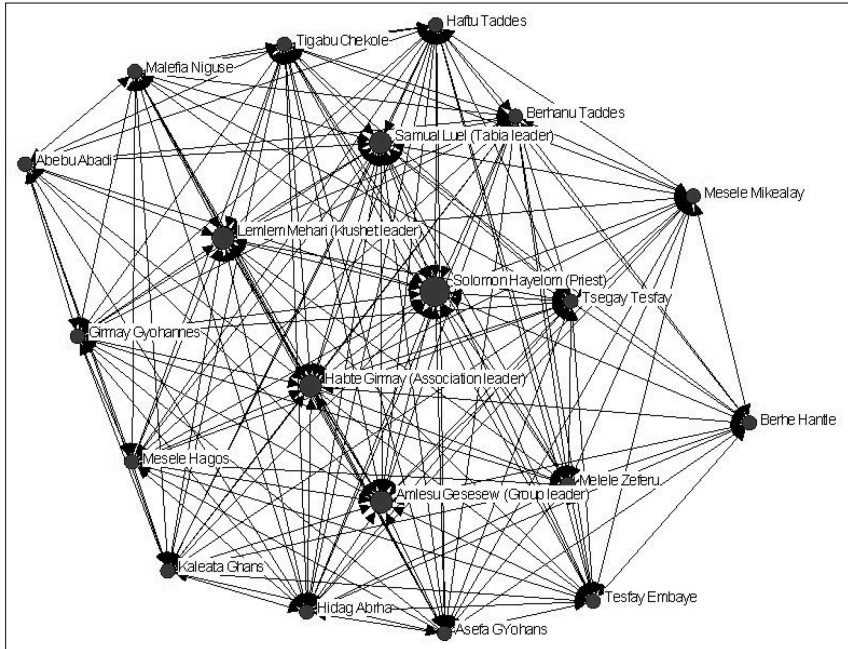 Haftu Taddes
Tigabu Chekole
Malefia Niguse
Berhanu Taddes
Samual Luel (Tabia leader)
Abebu Abadi
Mesele Mikealay
Lemlem Mehari (Kushet leader)
Solomon Hayelom (Priest)
Tsegay Tesfay
Girmay Gyohannes
Habte Girmay (Association leader)
Berhe Hantle
Mesele Hagos
Melele Zeferu
Amlesu Gesesew (Group leader)
Kaleata Ghans
Tesfay Embaye
Hidag Abrha
Asefa GYohans